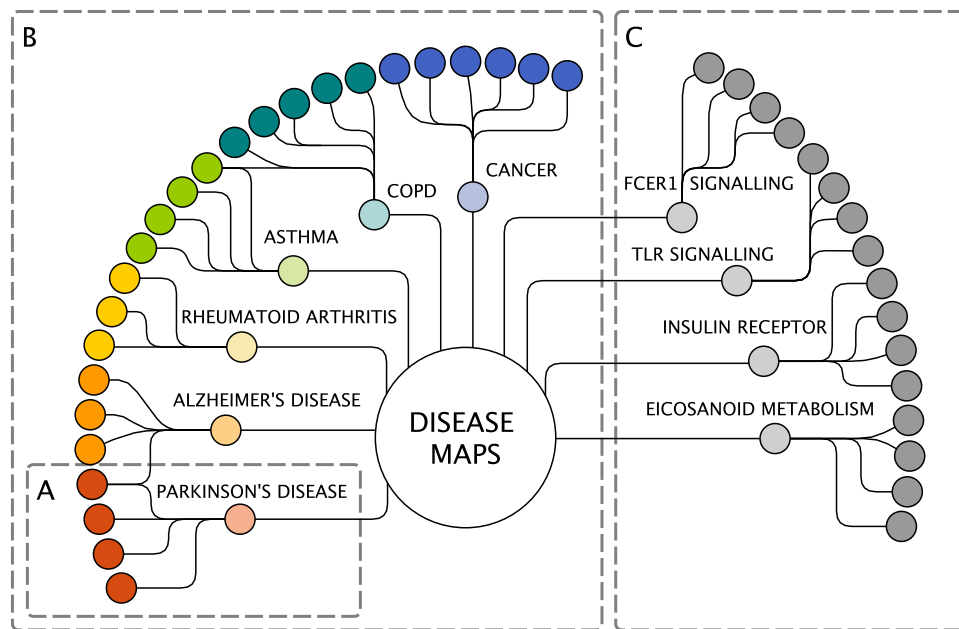 B
C
CANCER
FCER1 SIGNALLING
COPD
ASTHMA
TLR SIGNALLING
RHEUMATOID ARTHRITIS
INSULIN RECEPTOR
ALZHEIMER'S DISEASE
EICOSANOID METABOLISM
DISEASE
MAPS
A
PARKINSON'S DISEASE